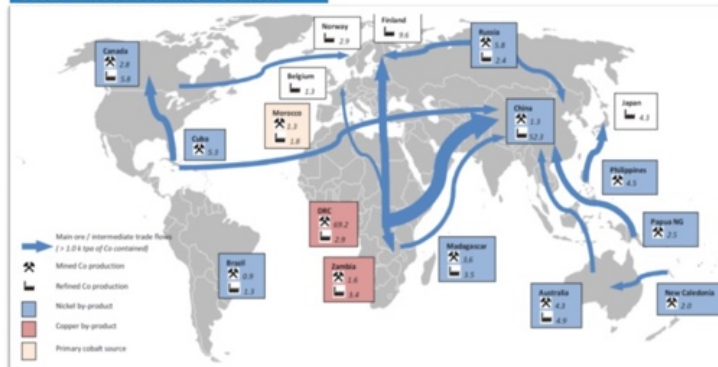 Norway
2.9
Finland
9.6
Russia
5.8
2.4
Canada
2.8
5.8
Belgium
1.3
Morocco
1.3
1.8
China
1.3
52.3
Japan
4.3
Cuba
5.3
Philippines
4.5
Main ore / intermediate trade flows
( > 1.0 k tpa of Co contained)
DRC
69.2
2.9
Papua NG
2.5
Mined Co production
Madagascar
3.6
3.5
Refined Co production
Brazil
0.9
1.3
Zambia
1.6
3.4
Nickel by-product
Australia
4.3
4.9
New Caledonia
2.0
Copper by-product
Primary cobalt source